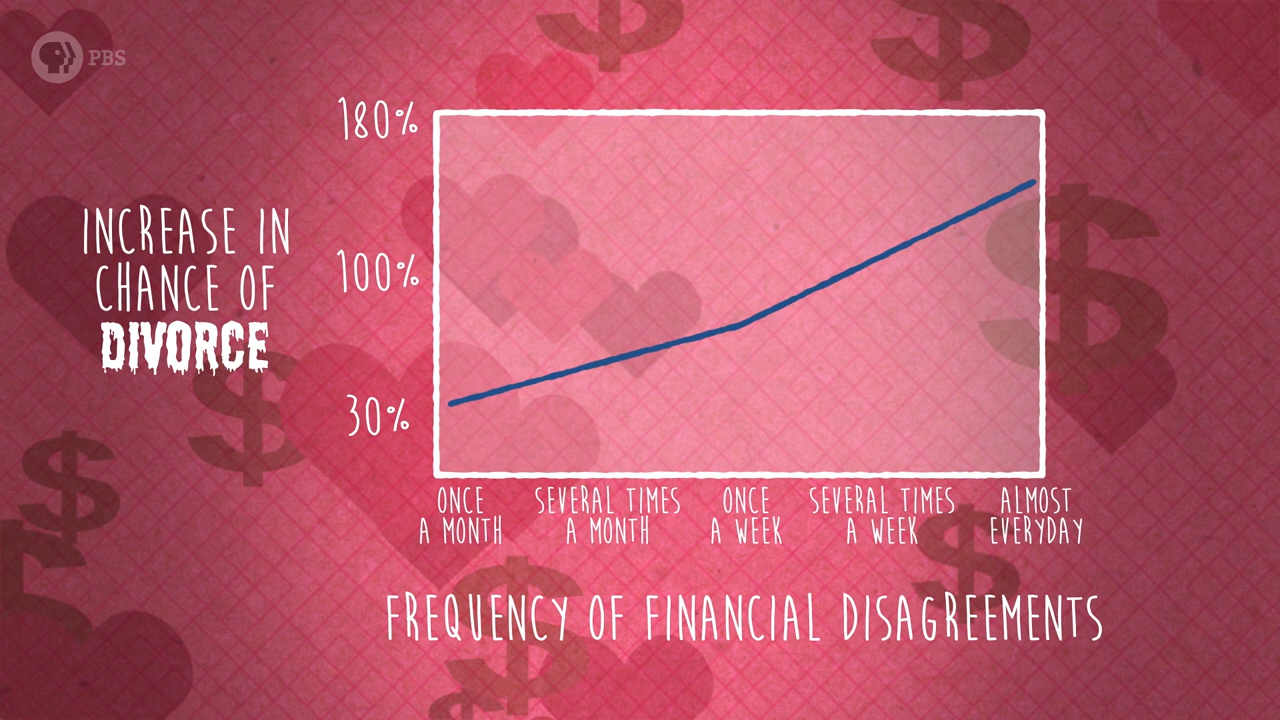 PBS
180%
INCREASE IN
CHANCE OF
DIVORCE
100%
30%
ONCE
A MONTH
SEVERAL TIMES
A MONTH
ONCE
A WEEK
SEVERAL TIMES
A WEEK
ALMOST
EVERYDAY
FREQUENCY OF FINANCIAL DISAGREEMENTS